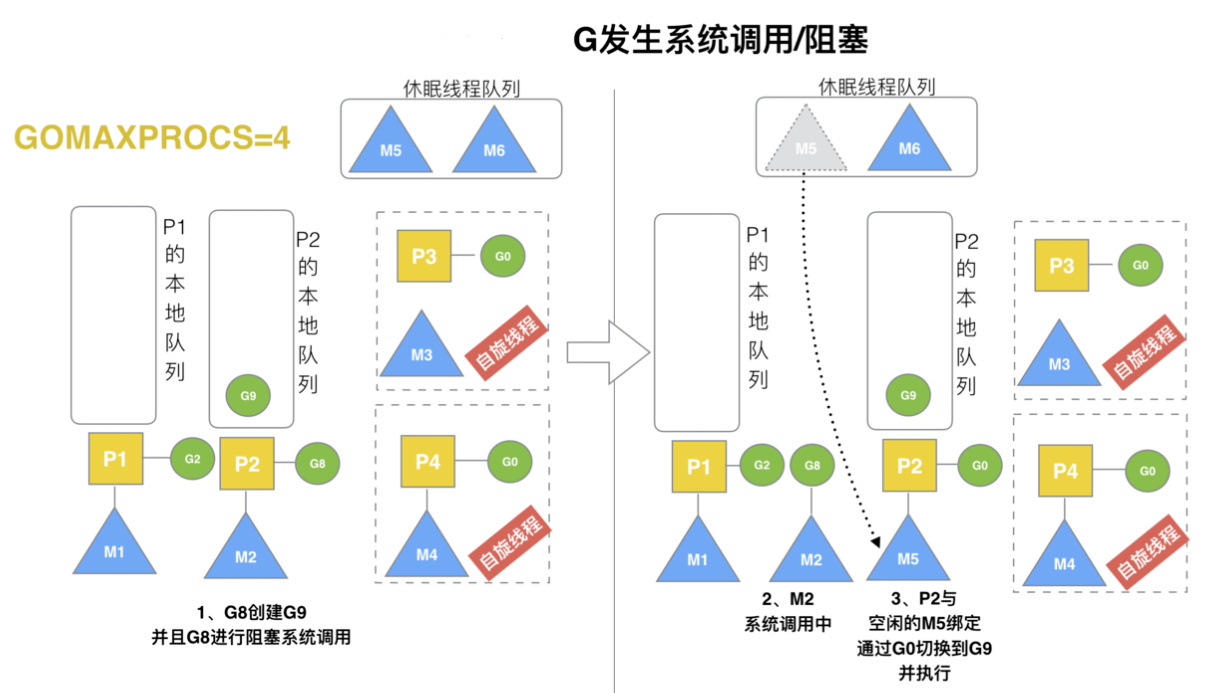 G发生系统调用/阻塞
GOMAXPROCS=4
休眠线程队列
M5
M6
P1的本地队列
P2的本地队列
G9
P1
G2
P2
G8
M1
M2
P3
G0
M3
自旋线程
P4
G0
M4
自旋线程
1、G8创建G9
并且G8进行阻塞系统调用
休眠线程队列
M5
M6
P1的本地队列
P2的本地队列
G9
P1
G2
G8
P2
G0
M1
M2
M5
P3
G0
M3
自旋线程
P4
G0
M4
自旋线程
2、M2
系统调用中
3、P2与
空闲的M5绑定
通过G0切换到G9
并执行